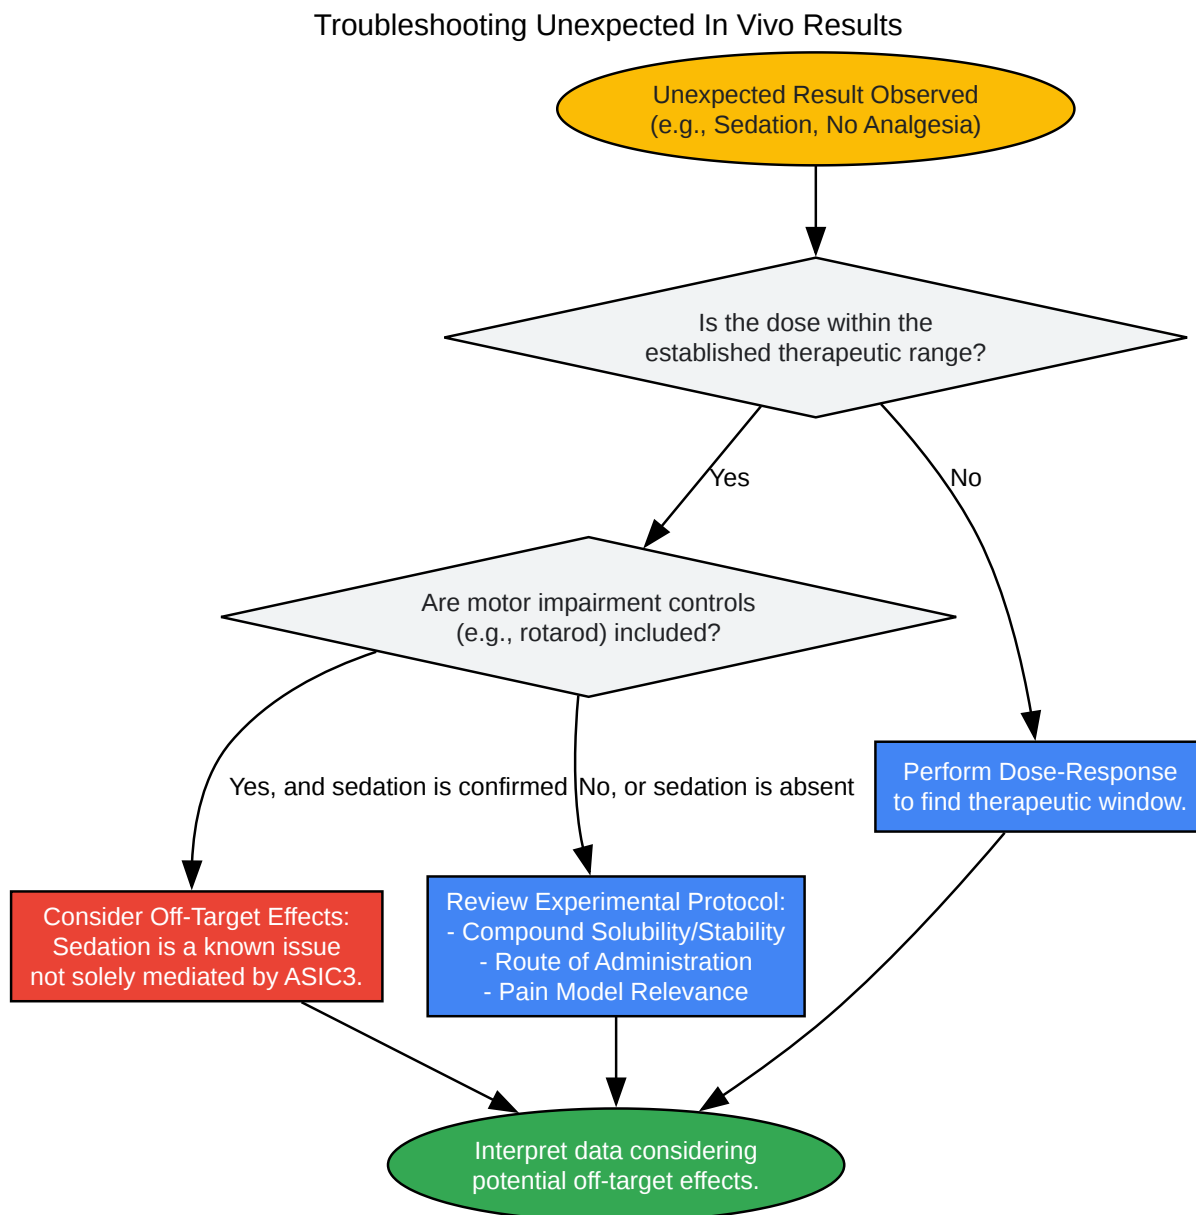 Troubleshooting Unexpected In Vivo Results
Unexpected Result Observed
(e.g., Sedation, No Analgesia)
Is the dose within the
established therapeutic range?
Yes
No
Are motor impairment controls
(e.g., rotarod) included?
Yes, and sedation is confirmed
No, or sedation is absent
Perform Dose-Response
to find therapeutic window.
Consider Off-Target Effects:
Sedation is a known issue
not solely mediated by ASIC3.
Review Experimental Protocol:
- Compound Solubility/Stability
- Route of Administration
- Pain Model Relevance
Interpret data considering
potential off-target effects.